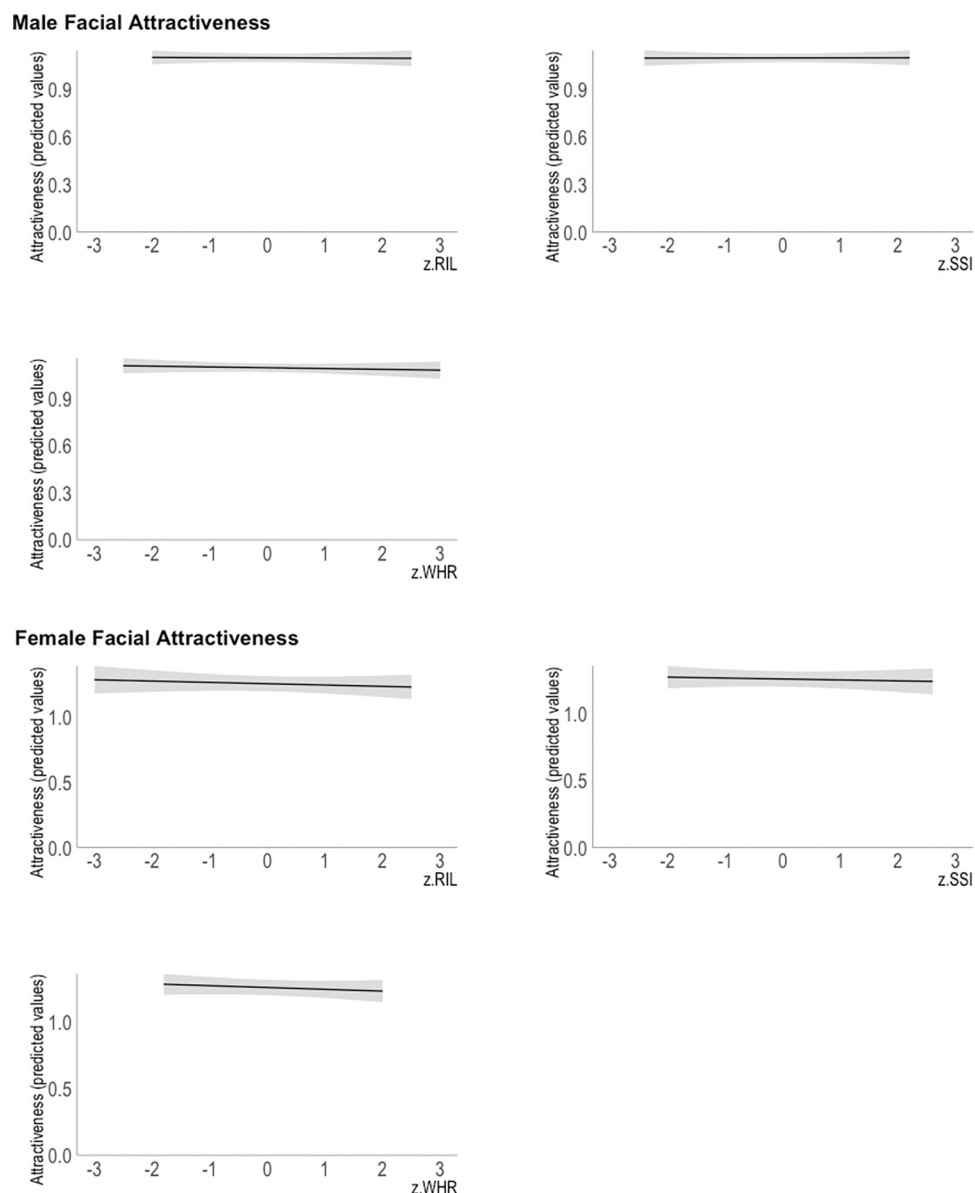 Male Facial Attractiveness
Attractiveness (predicted values)
0.9
0.6
0.3
0.0
-3 -2 -1 0 1 2 3
z.RIL
Attractiveness (predicted values)
0.9
0.6
0.3
0.0
-3 -2 -1 0 1 2 3
z.SSI
Attractiveness (predicted values)
0.9
0.6
0.3
0.0
-3 -2 -1 0 1 2 3
z.WHR
Female Facial Attractiveness
Attractiveness (predicted values)
1.0
0.5
0.0
-3 -2 -1 0 1 2 3
z.RIL
Attractiveness (predicted values)
1.0
0.5
0.0
-3 -2 -1 0 1 2 3
z.SSI
Attractiveness (predicted values)
1.0
0.5
0.0
-3 -2 -1 0 1 2 3
z.WHR